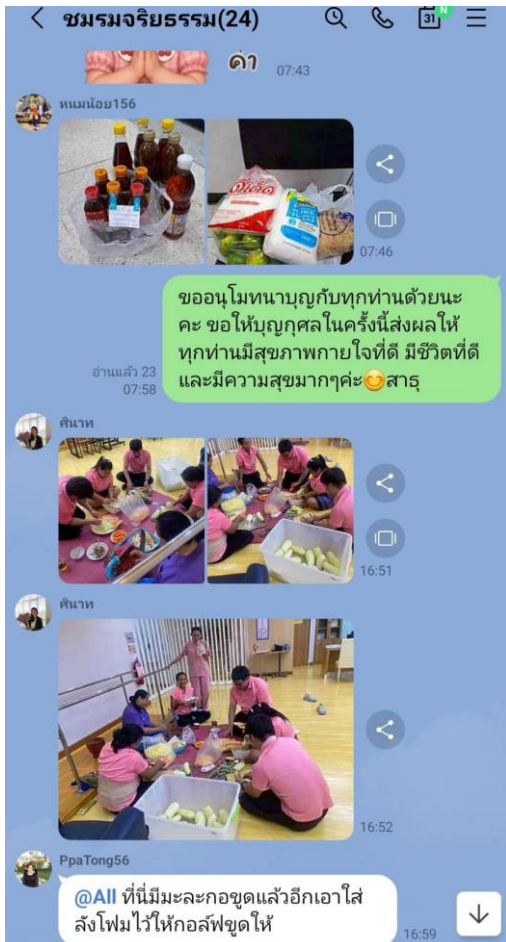 ชมรมจริยธรรม(24)
31
N
ค่า
07:43
หนมน้อย156
ดีเด็ด
PURE
07:46
ขออนุโมทนาบุญกับทุกท่านด้วยนะ
คะ ขอให้บุญกุศลในครั้งนี้ส่งผลให้
ทุกท่านมีสุขภาพกายใจที่ดี มีชีวิตที่ดี
และมีความสุขมากๆค่ะ😊สาธุ
อ่านแล้ว 23
07:58
ศินาท
16:51
ศินาท
16:52
PpaTong56
@All ที่นี่มีมะละกอขูดแล้วอีกเอาใส่
ลังโฟมไว้ให้กอล์ฟขูดให้
16:59